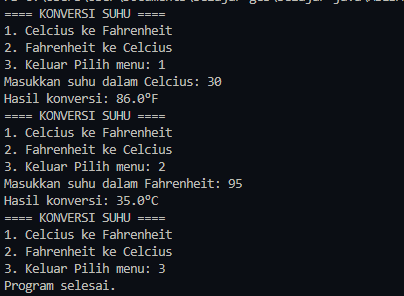 ==== KONVERSI SUHU ====
1. Celcius ke Fahrenheit
2. Fahrenheit ke Celcius
3. Keluar Pilih menu: 1
Masukkan suhu dalam Celcius: 30
Hasil konversi: 86.0°F
==== KONVERSI SUHU ====
1. Celcius ke Fahrenheit
2. Fahrenheit ke Celcius
3. Keluar Pilih menu: 2
Masukkan suhu dalam Fahrenheit: 95
Hasil konversi: 35.0°C
==== KONVERSI SUHU ====
1. Celcius ke Fahrenheit
2. Fahrenheit ke Celcius
3. Keluar Pilih menu: 3
Program selesai.